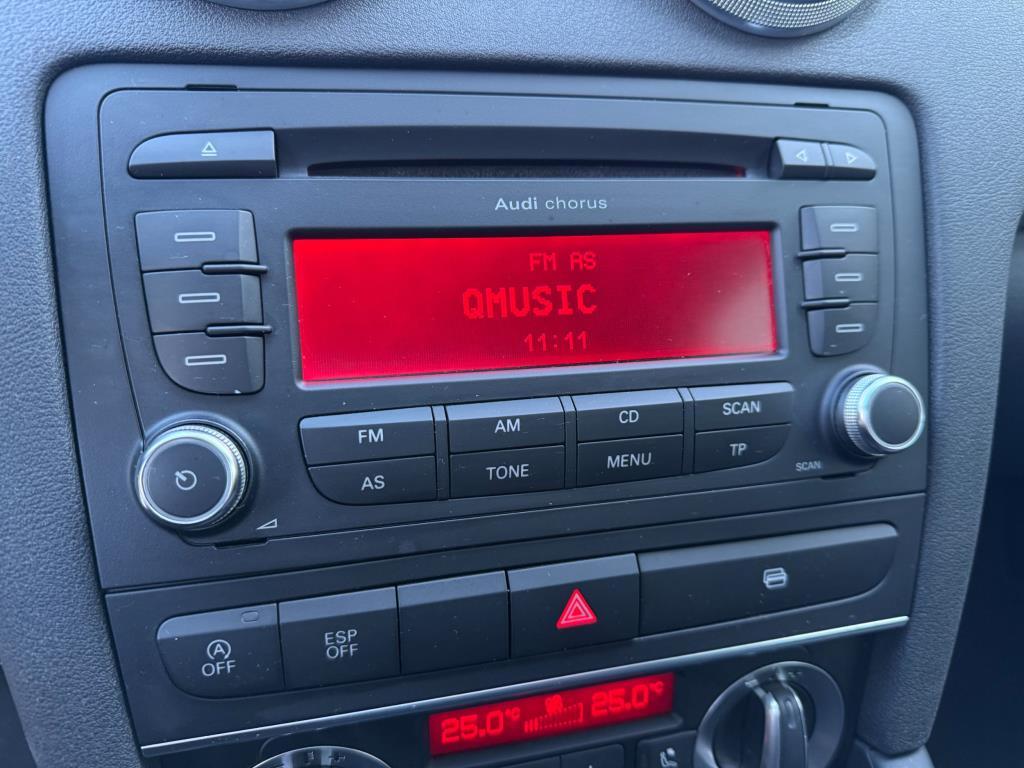 Audi chorus
FM AS
QMUSIC
11:11
FM AM CD SCAN
AS TONE MENU TP
SCAN
A
OFF
ESP
OFF
25.0°C 25.0°C